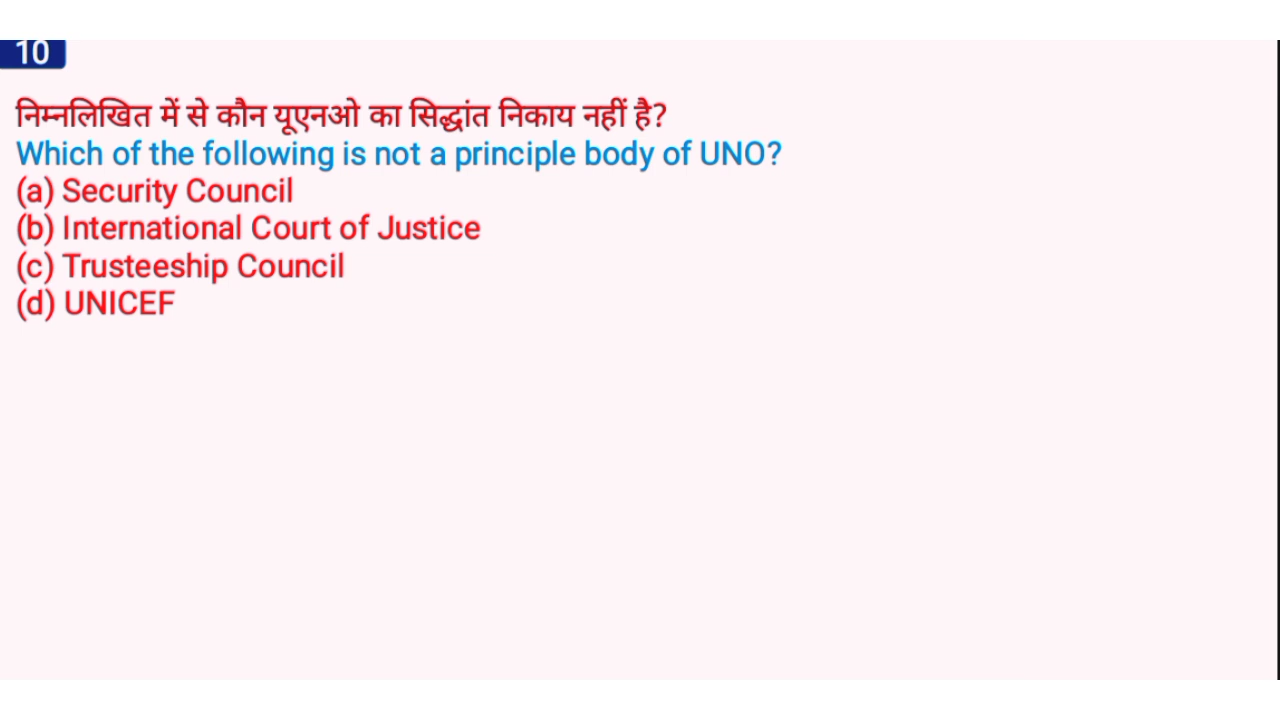 10
निम्नलिखित में से कौन यूएनओ का सिद्धांत निकाय नहीं है?
Which of the following is not a principle body of UNO?
(a) Security Council
(b) International Court of Justice
(c) Trusteeship Council
(d) UNICEF